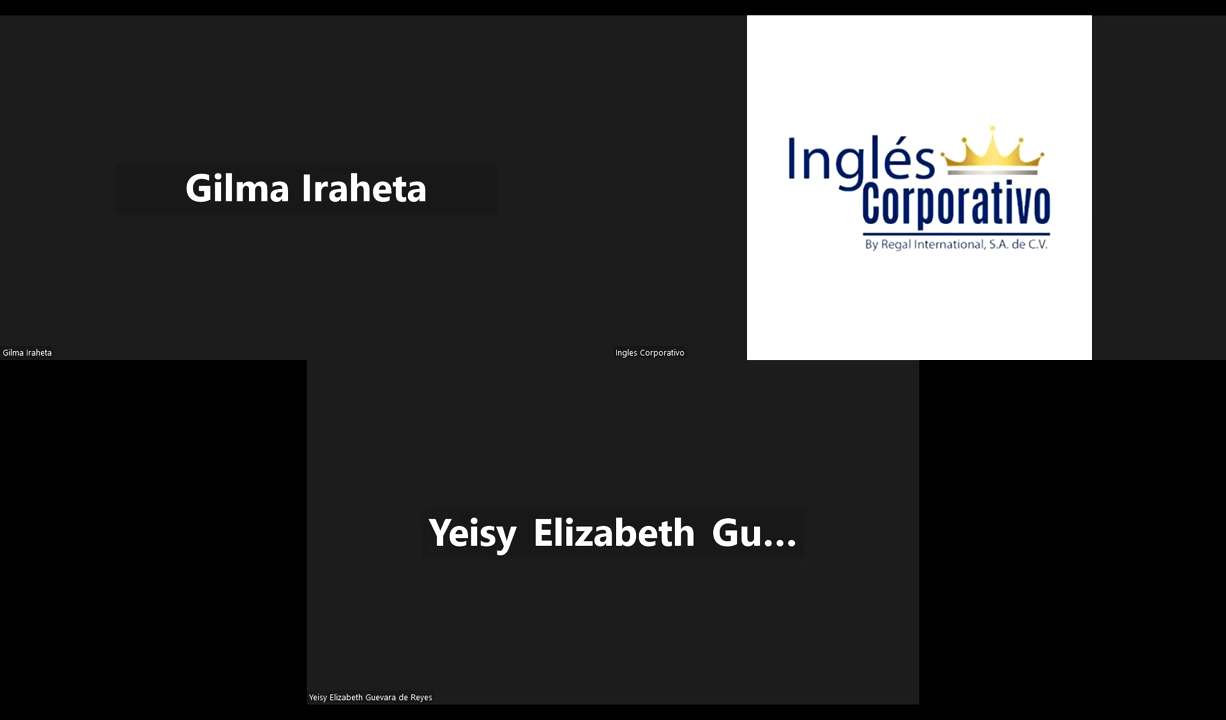 Gilma Iraheta
Inglés
Corporativo
By Regal International, S.A. de C.V.
Gilma Iraheta
Ingles Corporativo
Yeisy Elizabeth Gu...
Yeisy Elizabeth Guevara de Reyes